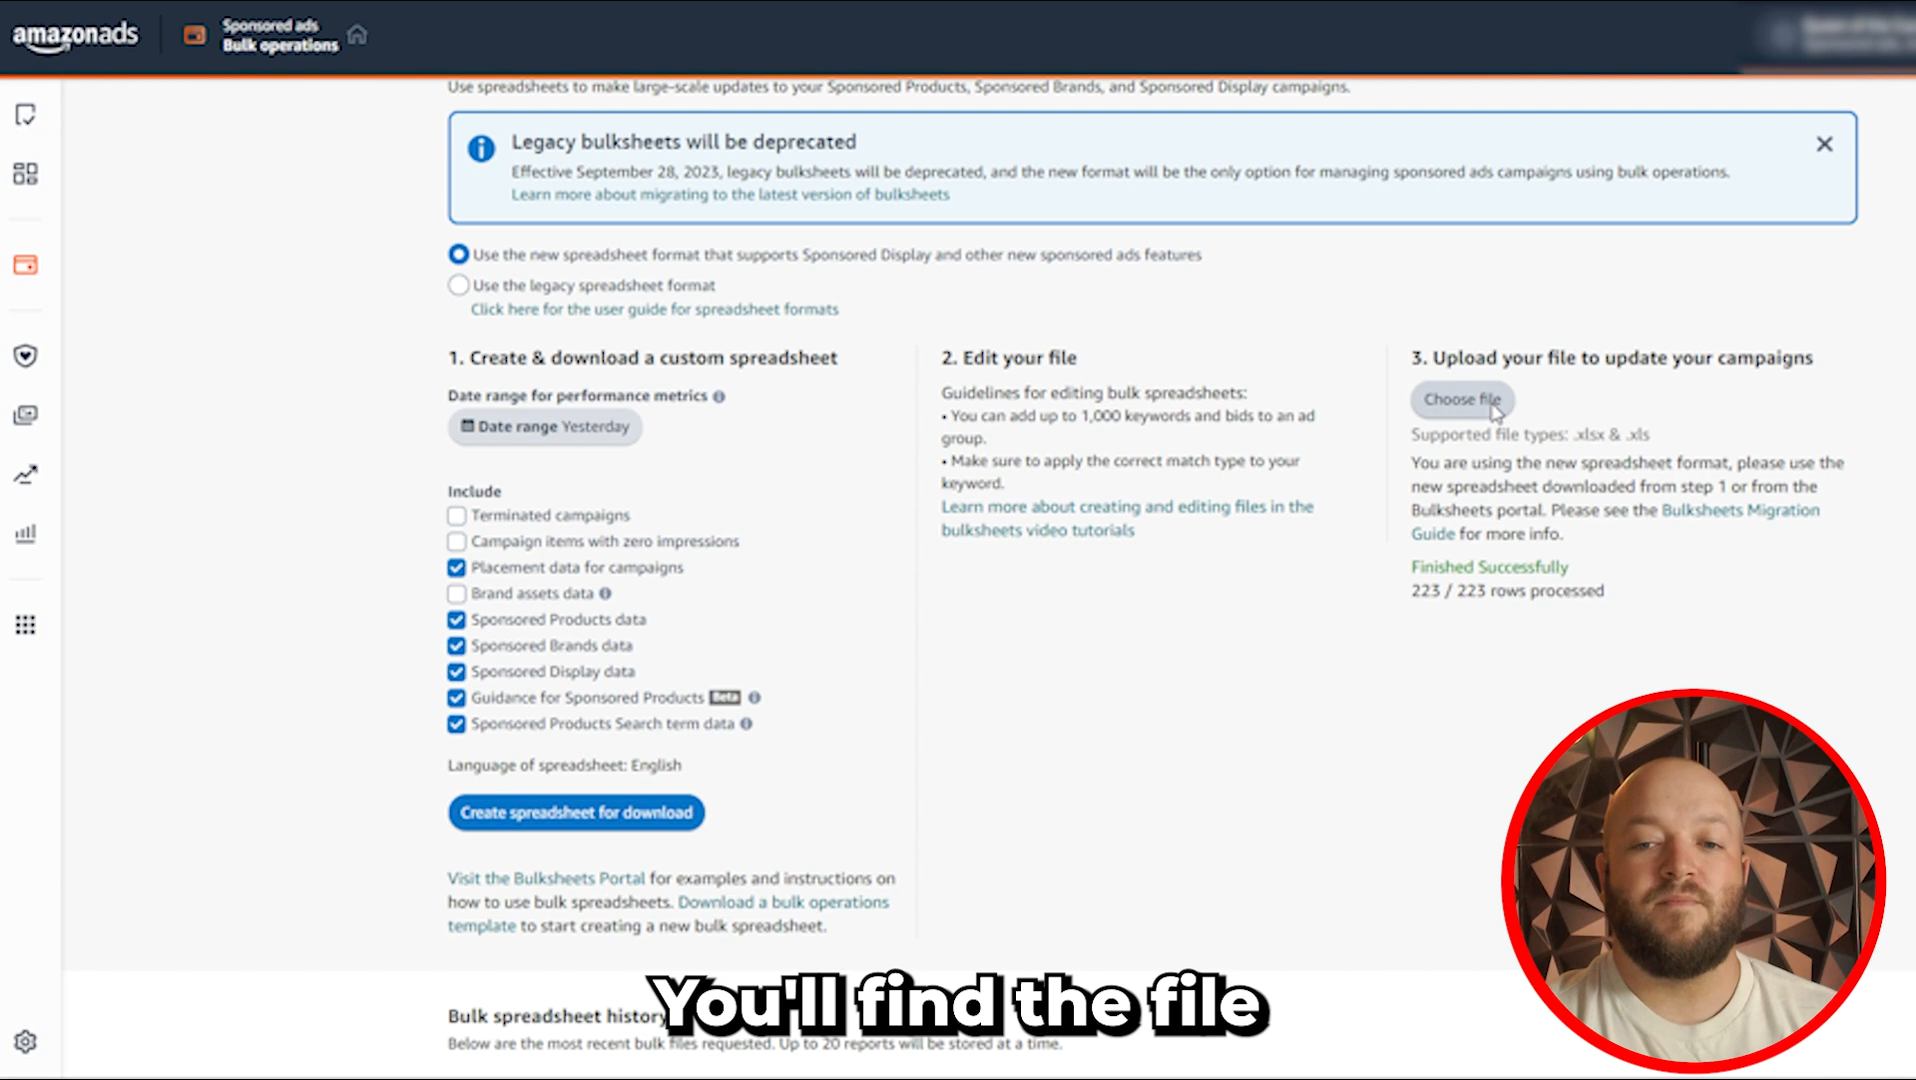 amazonads
Sponsored ads
Bulk operations
Use spreadsheets to make large-scale updates to your Sponsored Products, Sponsored Brands, and Sponsored Display campaigns.
Legacy bulksheets will be deprecated
Effective September 28, 2023, legacy bulksheets will be deprecated, and the new format will be the only option for managing sponsored ads campaigns using bulk operations.
Learn more about migrating to the latest version of bulksheets
Use the new spreadsheet format that supports Sponsored Display and other new sponsored ads features
Use the legacy spreadsheet format
Click here for the user guide for spreadsheet formats
1. Create & download a custom spreadsheet
Date range for performance metrics
Date range Yesterday
Include
Terminated campaigns
Campaign items with zero impressions
Placement data for campaigns
Brand assets data
Sponsored Products data
Sponsored Brands data
Sponsored Display data
Guidance for Sponsored Products Beta
Sponsored Products Search term data
Language of spreadsheet: English
Create spreadsheet for download
Visit the Bulksheets Portal for examples and instructions on
how to use bulk spreadsheets. Download a bulk operations
template to start creating a new bulk spreadsheet.
2. Edit your file
Guidelines for editing bulk spreadsheets:
• You can add up to 1,000 keywords and bids to an ad
group.
• Make sure to apply the correct match type to your
keyword.
Learn more about creating and editing files in the
bulksheets video tutorials
3. Upload your file to update your campaigns
Choose file
Supported file types: .xlsx & .xls
You are using the new spreadsheet format, please use the
new spreadsheet downloaded from step 1 or from the
Bulksheets portal. Please see the Bulksheets Migration
Guide for more info.
Finished Successfully
223 / 223 rows processed
Bulk spreadsheet history
Below are the most recent bulk files requested. Up to 20 reports will be stored at a time.
You'll find the file